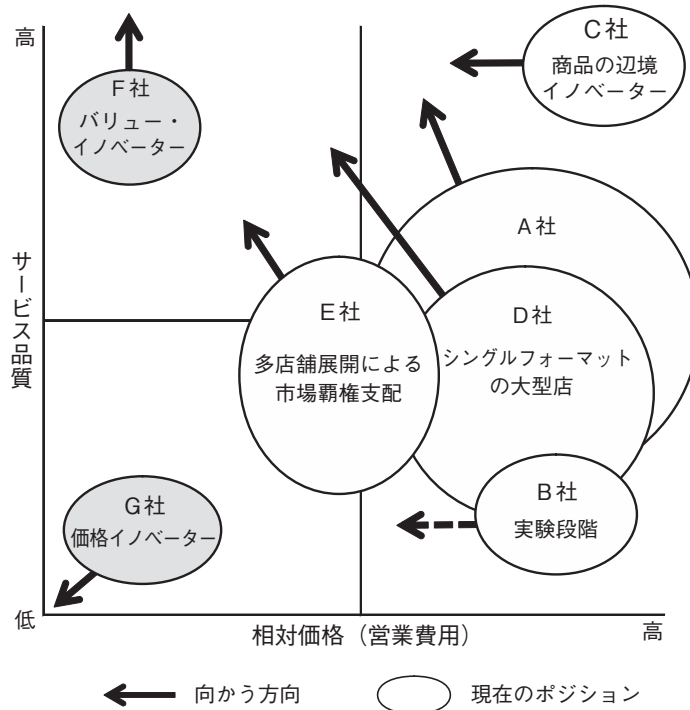 高
C社
商品の辺境
イノベーター
F社
バリュー・
イノベーター
A社
サービス品質
E社
多店舗展開による
市場覇権支配
D社
シングルフォーマット
の大型店
G社
価格イノベーター
B社
実験段階
低
相対価格（営業費用）
高
向かう方向
現在のポジション